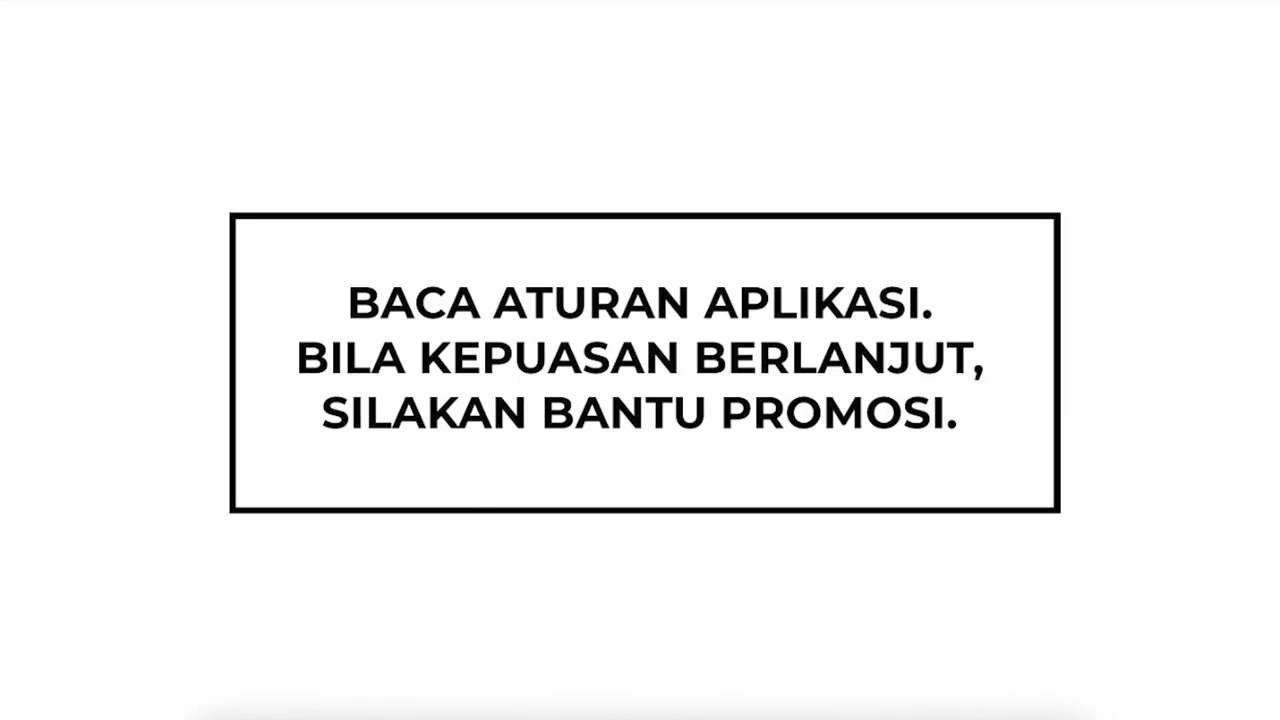 BACA ATURAN APLIKASI.
BILA KEPUASAN BERLANJUT,
SILAKAN BANTU PROMOSI.